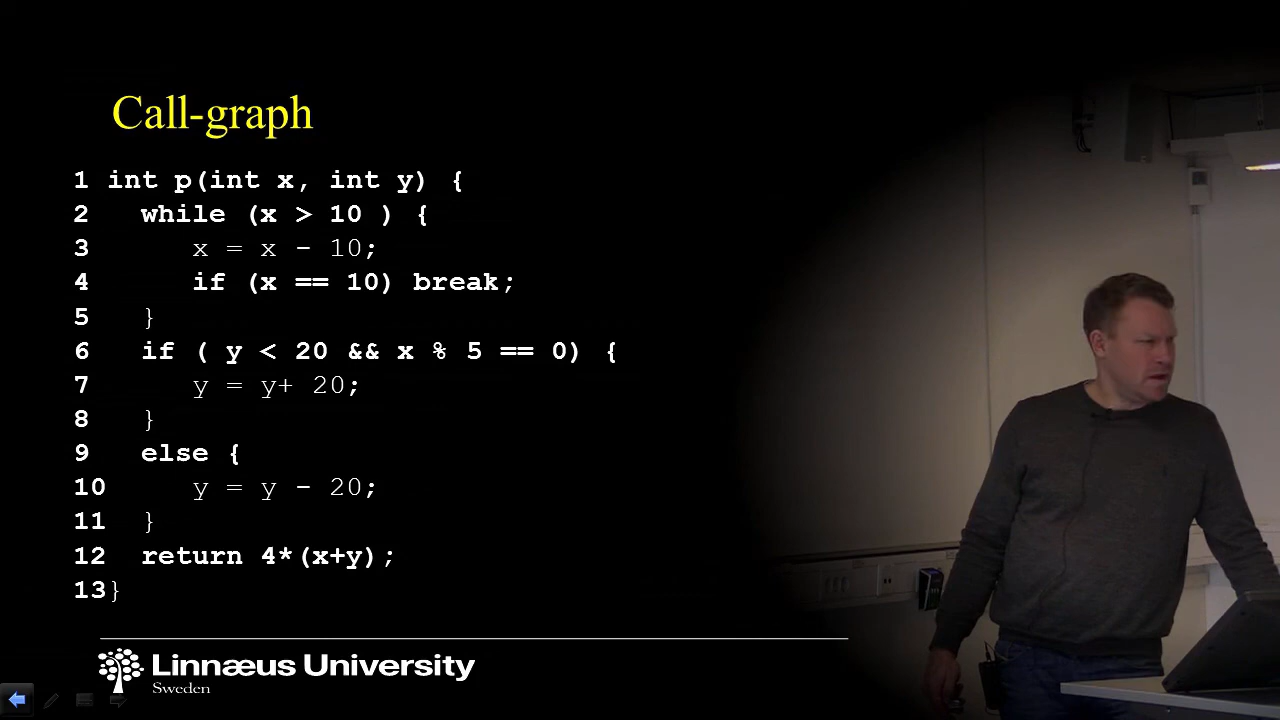 Call-graph
1 int p(int x, int y) {
2 while (x > 10 ) {
3 x = x - 10;
4 if (x == 10) break;
5 }
6 if ( y < 20 && x % 5 == 0) {
7 y = y+ 20;
8 }
9 else {
10 y = y - 20;
11 }
12 return 4*(x+y);
13}
Linnæus University
Sweden